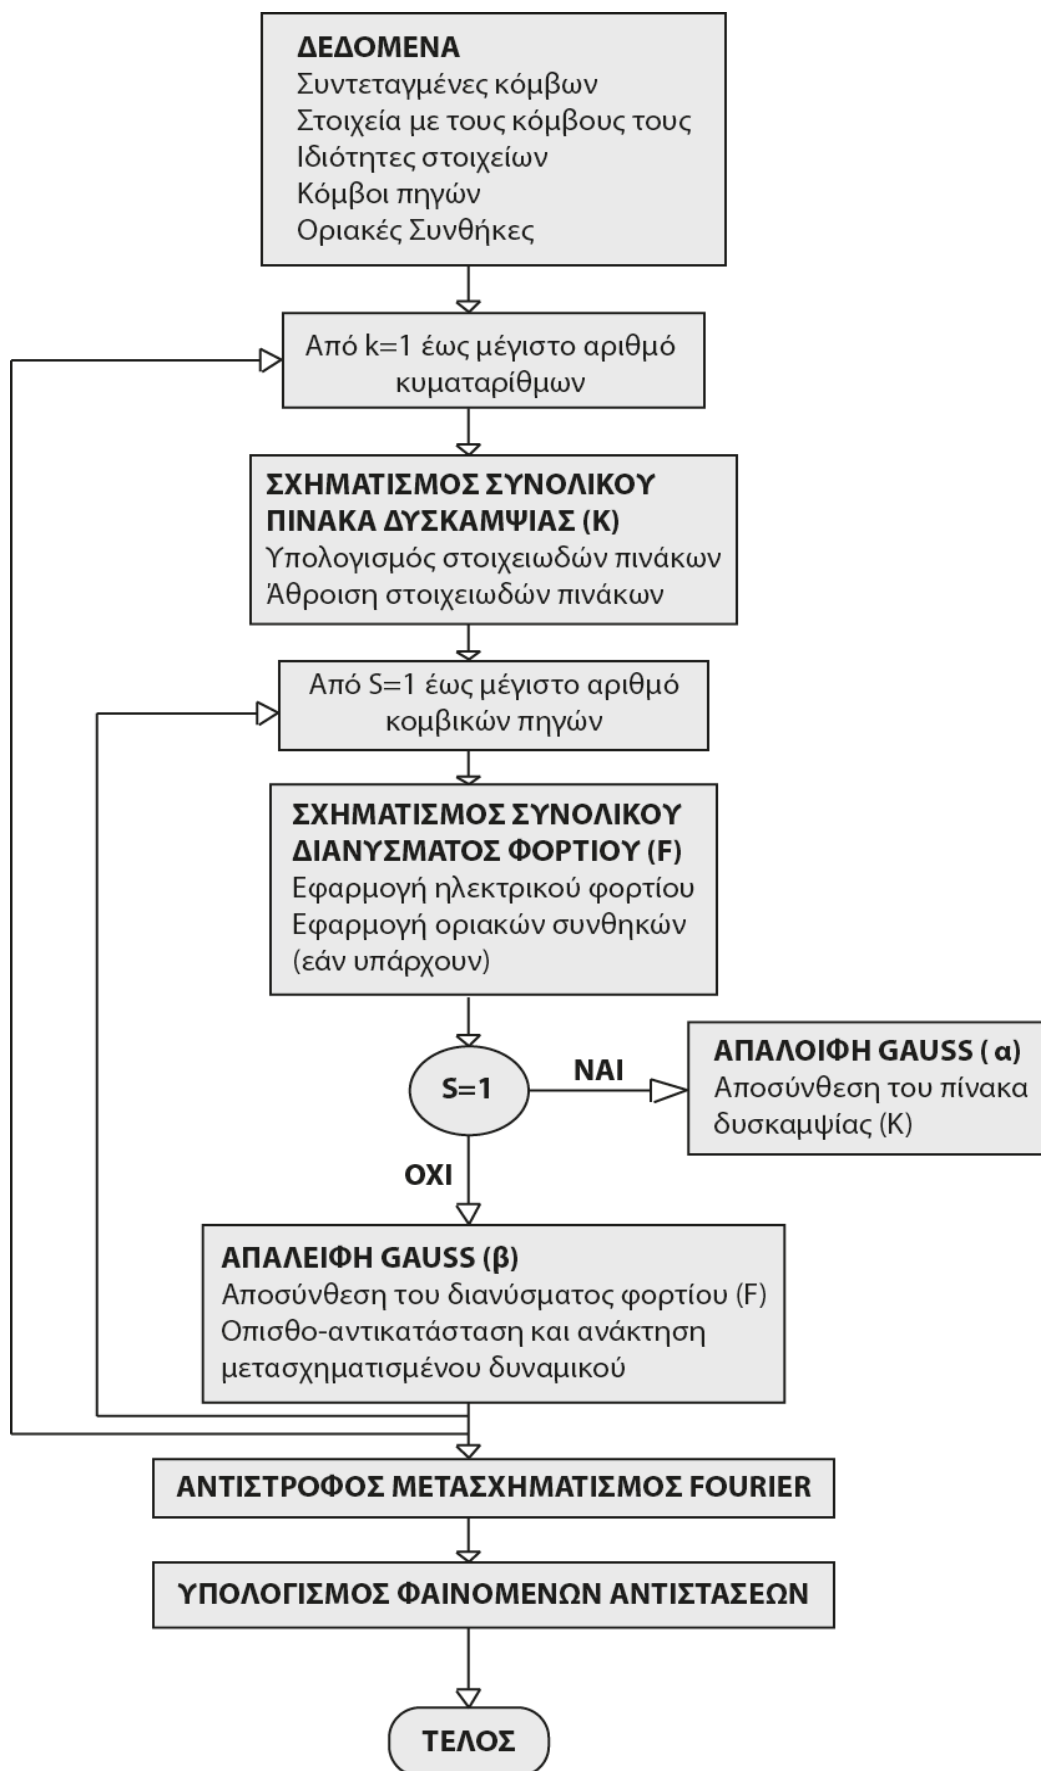 ΔΕΔΟΜΕΝΑ
Συντεταγμένες κόμβων
Στοιχεία με τους κόμβους τους
Ιδιότητες στοιχείων
Κόμβοι πηγών
Οριακές Συνθήκες
Από k=1 έως μέγιστο αριθμό
κυματαρίθμων
ΣΧΗΜΑΤΙΣΜΟΣ ΣΥΝΟΛΙΚΟΥ
ΠΙΝΑΚΑ ΔΥΣΚΑΜΨΙΑΣ (Κ)
Υπολογισμός στοιχειωδών πινάκων
Άθροιση στοιχειωδών πινάκων
Από S=1 έως μέγιστο αριθμό
κομβικών πηγών
ΣΧΗΜΑΤΙΣΜΟΣ ΣΥΝΟΛΙΚΟΥ
ΔΙΑΝΥΣΜΑΤΟΣ ΦΟΡΤΙΟΥ (F)
Εφαρμογή ηλεκτρικού φορτίου
Εφαρμογή οριακών συνθηκών
(εάν υπάρχουν)
S=1
ΝΑΙ
ΑΠΑΛΟΙΦΗ GAUSS ( α)
Αποσύνθεση του πίνακα
δυσκαμψίας (Κ)
ΟΧΙ
ΑΠΑΛΕΙΦΗ GAUSS (β)
Αποσύνθεση του διανύσματος φορτίου (F)
Οπισθο-αντικατάσταση και ανάκτηση
μετασχηματισμένου δυναμικού
ΑΝΤΙΣΤΡΟΦΟΣ ΜΕΤΑΣΧΗΜΑΤΙΣΜΟΣ FOURIER
ΥΠΟΛΟΓΙΣΜΟΣ ΦΑΙΝΟΜΕΝΩΝ ΑΝΤΙΣΤΑΣΕΩΝ
ΤΕΛΟΣ